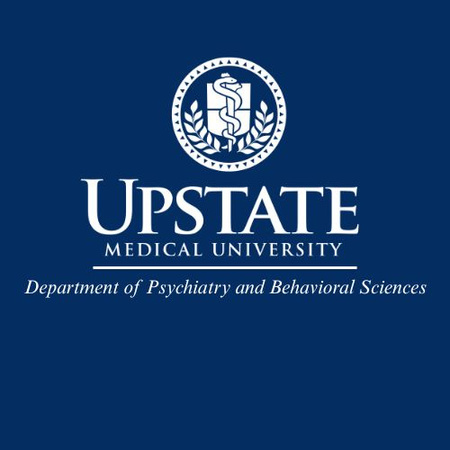 UPSTATE
MEDICAL UNIVERSITY
Department of Psychiatry and Behavioral Sciences